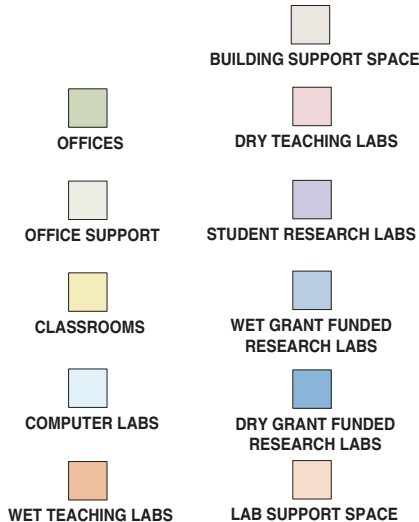 BUILDING SUPPORT SPACE
OFFICES
DRY TEACHING LABS
OFFICE SUPPORT
STUDENT RESEARCH LABS
CLASSROOMS
WET GRANT FUNDED
RESEARCH LABS
COMPUTER LABS
DRY GRANT FUNDED
RESEARCH LABS
WET TEACHING LABS
LAB SUPPORT SPACE